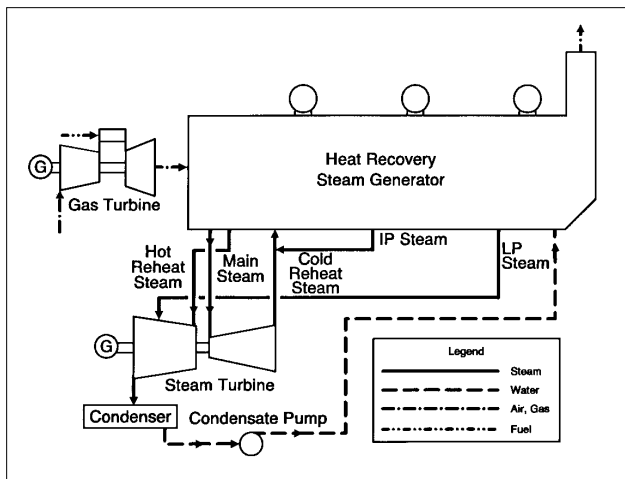 Heat Recovery
Steam Generator
G
Gas Turbine
IP Steam
Hot
Reheat
Steam
Main
Steam
Cold
Reheat
Steam
LP
Steam
G
Steam Turbine
Condenser
Condensate Pump
Legend
Steam
Water
Air, Gas
Fuel